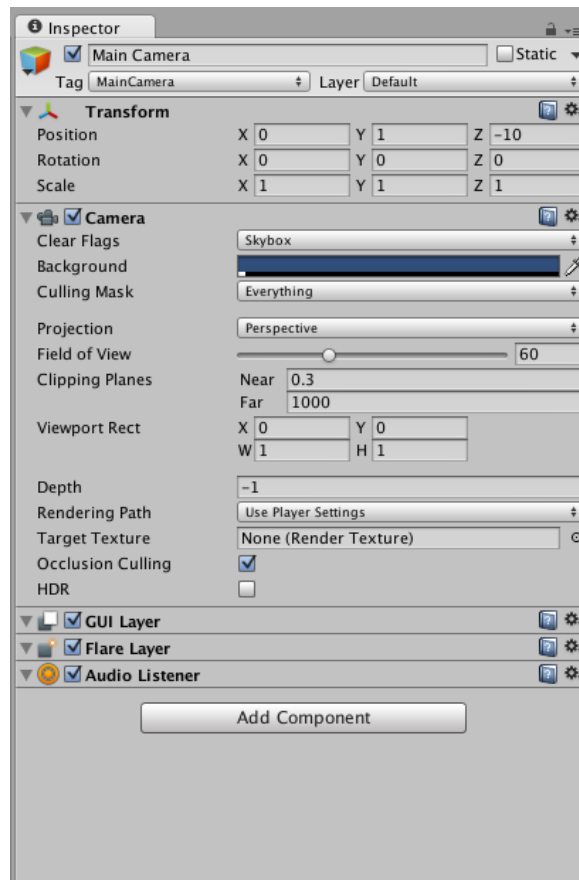 Inspector
Main Camera Static
Tag MainCamera Layer Default
Transform
Position X 0 Y 1 Z -10
Rotation X 0 Y 0 Z 0
Scale X 1 Y 1 Z 1
Camera
Clear Flags Skybox
Background
Culling Mask Everything
Projection Perspective
Field of View 60
Clipping Planes Near 0.3
Far 1000
Viewport Rect X 0 Y 0
W 1 H 1
Depth -1
Rendering Path Use Player Settings
Target Texture None (Render Texture)
Occlusion Culling
HDR
GUI Layer
Flare Layer
Audio Listener
Add Component